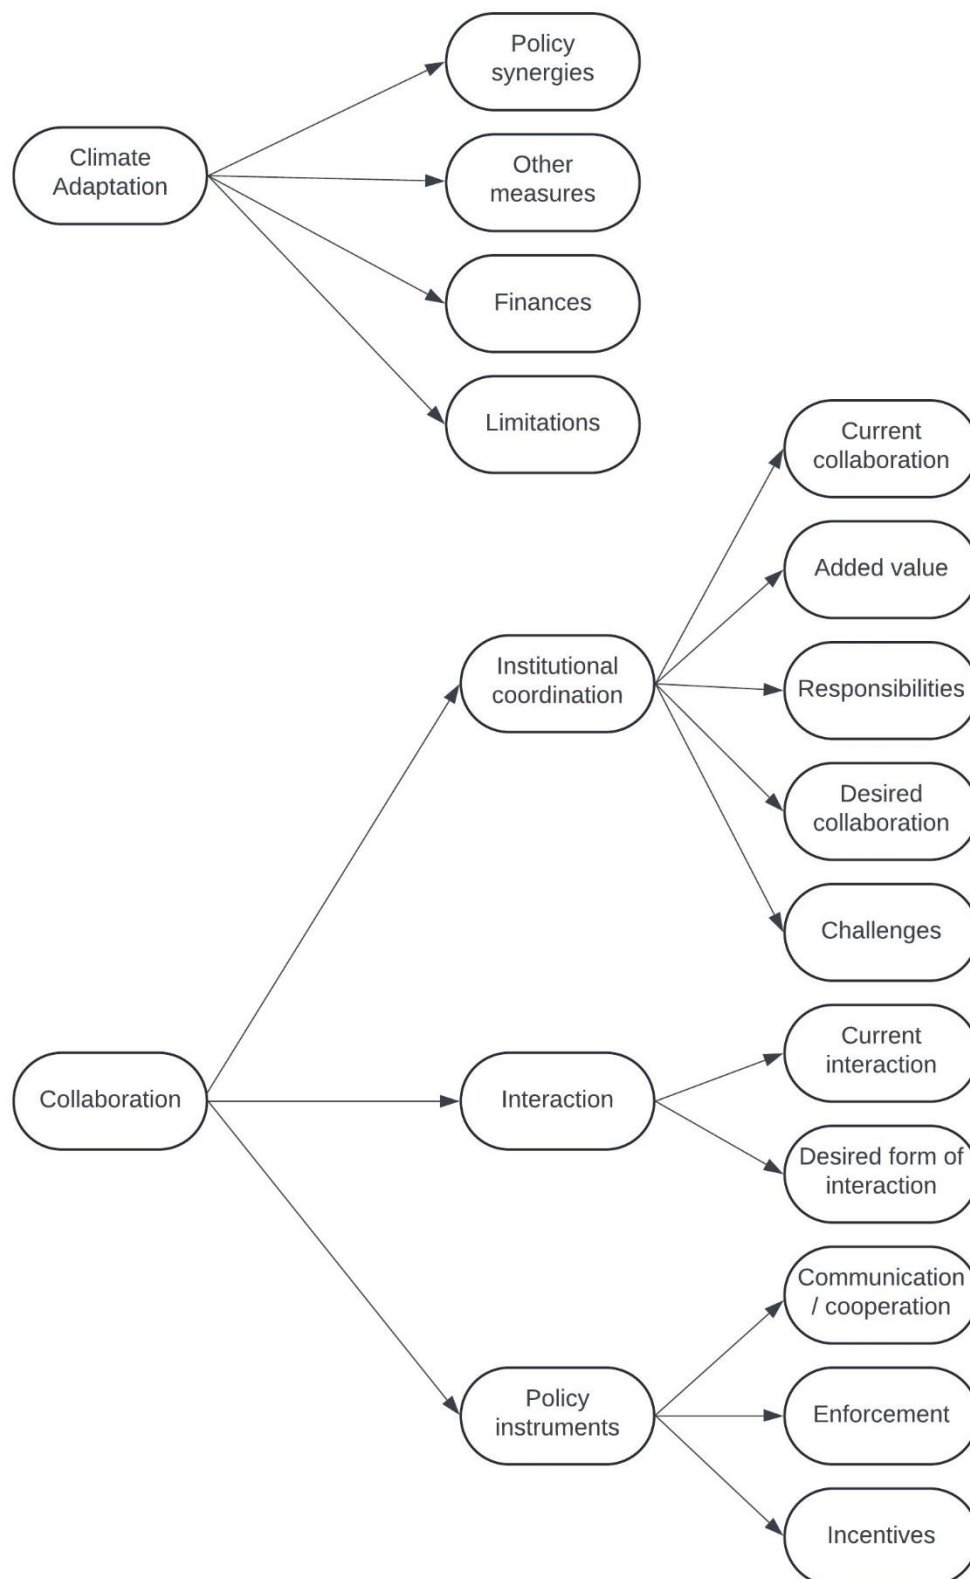 Policy
synergies
Climate
Adaptation
Other
measures
Finances
Limitations
Current
collaboration
Added value
Institutional
coordination
Responsibilities
Desired
collaboration
Challenges
Current
interaction
Collaboration
Interaction
Desired form of
interaction
Communication
/ cooperation
Policy
instruments
Enforcement
Incentives